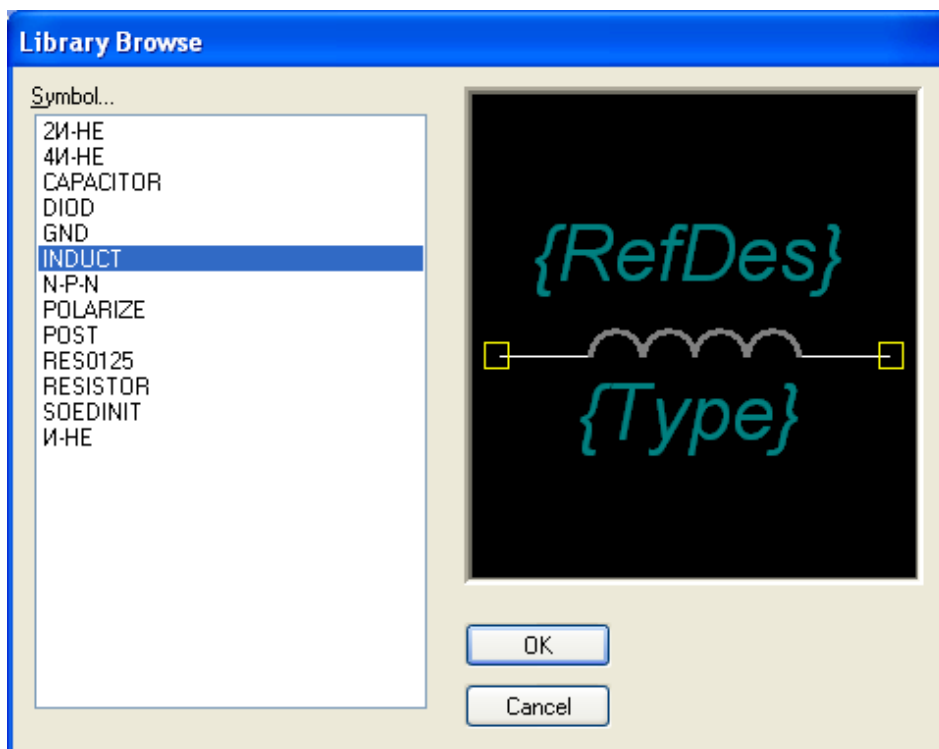 Library Browse
Symbol...
2И-НЕ
4И-НЕ
CAPACITOR
DIOD
GND
INDUCT
N-P-N
POLARIZE
POST
RES0125
RESISTOR
SOEDINIT
И-НЕ
{RefDes}
{Type}
OK
Cancel